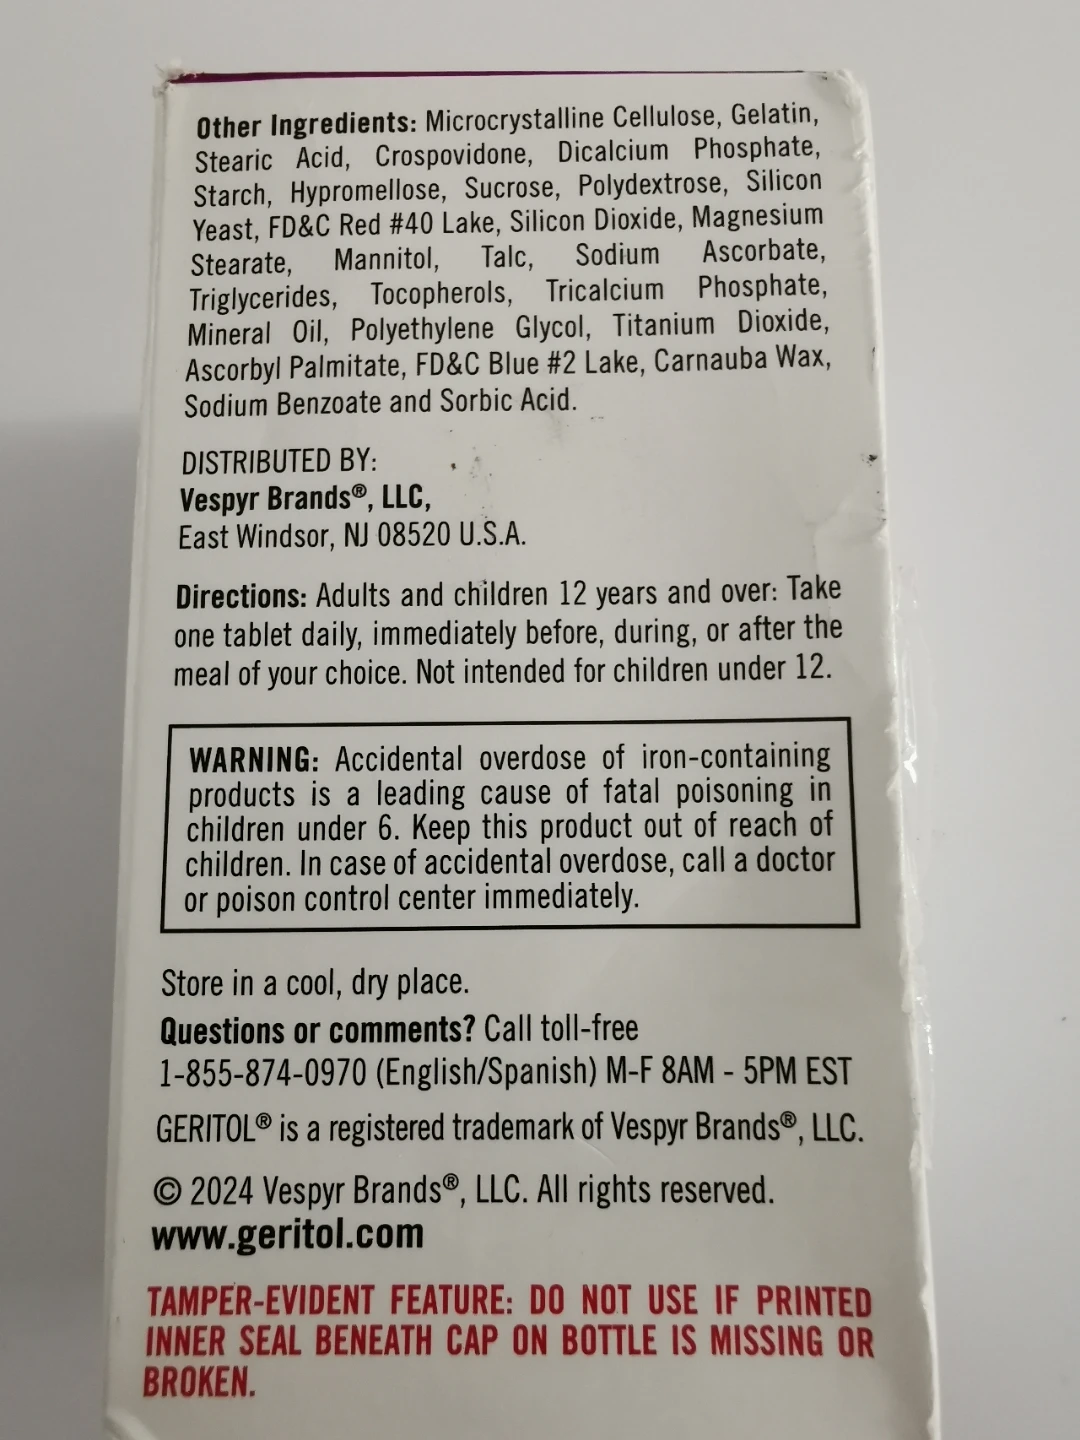 Other Ingredients: Microcrystalline Cellulose, Gelatin,
Stearic Acid, Crospovidone, Dicalcium Phosphate,
Starch, Hypromellose, Sucrose, Polydextrose, Silicon
Yeast, FD&C Red #40 Lake, Silicon Dioxide, Magnesium
Stearate, Mannitol, Talc, Sodium Ascorbate,
Triglycerides, Tocopherols, Tricalcium Phosphate,
Mineral Oil, Polyethylene Glycol, Titanium Dioxide,
Ascorbyl Palmitate, FD&C Blue #2 Lake, Carnauba Wax,
Sodium Benzoate and Sorbic Acid.
DISTRIBUTED BY:
Vespyr Brands®, LLC,
East Windsor, NJ 08520 U.S.A.
Directions: Adults and children 12 years and over: Take
one tablet daily, immediately before, during, or after the
meal of your choice. Not intended for children under 12.
WARNING: Accidental overdose of iron-containing
products is a leading cause of fatal poisoning in
children under 6. Keep this product out of reach of
children. In case of accidental overdose, call a doctor
or poison control center immediately.
Store in a cool, dry place.
Questions or comments? Call toll-free
1-855-874-0970 (English/Spanish) M-F 8AM - 5PM EST
GERITOL® is a registered trademark of Vespyr Brands®, LLC.
© 2024 Vespyr Brands®, LLC. All rights reserved.
www.geritol.com
TAMPER-EVIDENT FEATURE: DO NOT USE IF PRINTED
INNER SEAL BENEATH CAP ON BOTTLE IS MISSING OR
BROKEN.